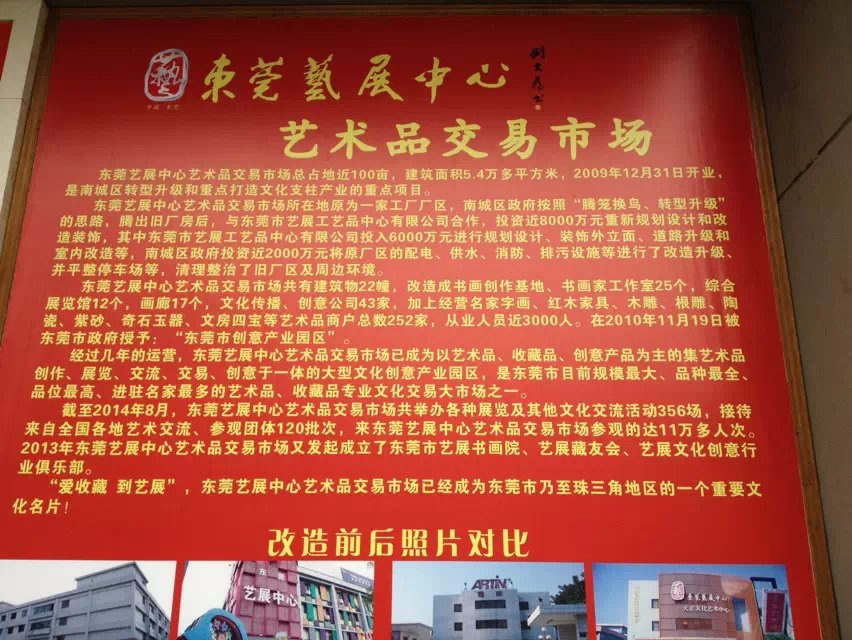 中国·东莞
东莞藝展中心
艺术品交易市场
东莞艺展中心艺术品交易市场总占地近100亩，建筑面积5.4万多平方米，2009年12月31日开业，
是南城区转型升级和重点打造文化支柱产业的重点项目。
东莞艺展中心艺术品交易市场所在地原为一家工厂厂区，南城区政府按照“腾笼换鸟、转型升级”
的思路，腾出旧厂房后，与东莞市艺展工艺品中心有限公司合作，投资近8000万元重新规划设计和改
造装饰，其中东莞市艺展工艺品中心有限公司投入6000万元进行规划设计、装饰外立面、道路升级和
室内改造等，南城区政府投资近2000万元将原厂区的配电、供水、消防、排污设施等进行了改造升级、
并平整停车场等，清理整治了旧厂区及周边环境。
东莞艺展中心艺术品交易市场共有建筑物22幢，改造成书画创作基地、书画家工作室25个，综合
展览馆12个，画廊17个，文化传播、创意公司43家，加上经营名家字画、红木家具、木雕、根雕、陶
瓷、紫砂、奇石玉器、文房四宝等艺术品商户总数252家，从业人员近3000人。在2010年11月19日被
东莞市政府授予：“东莞市创意产业园区”。
经过几年的运营，东莞艺展中心艺术品交易市场已成为以艺术品、收藏品、创意产品为主的集艺术品
创作、展览、交流、交易、创意于一体的大型文化创意产业园区，是东莞市目前规模最大、品种最全、
品位最高、进驻名家最多的艺术品、收藏品专业文化交易大市场之一。
截至2014年8月，东莞艺展中心艺术品交易市场共举办各种展览及其他文化交流活动356场，接待
来自全国各地艺术交流、参观团体120批次，来东莞艺展中心艺术品交易市场参观的达11万多人次。
2013年东莞艺展中心艺术品交易市场又发起成立了东莞市艺展书画院、艺展藏友会、艺展文化创意行
业俱乐部。
“爱收藏 到艺展”，东莞艺展中心艺术品交易市场已经成为东莞市乃至珠三角地区的一个重要文
化名片！
改造前后照片对比
东莞
艺展中心
ARTIN
東莞藝展中心